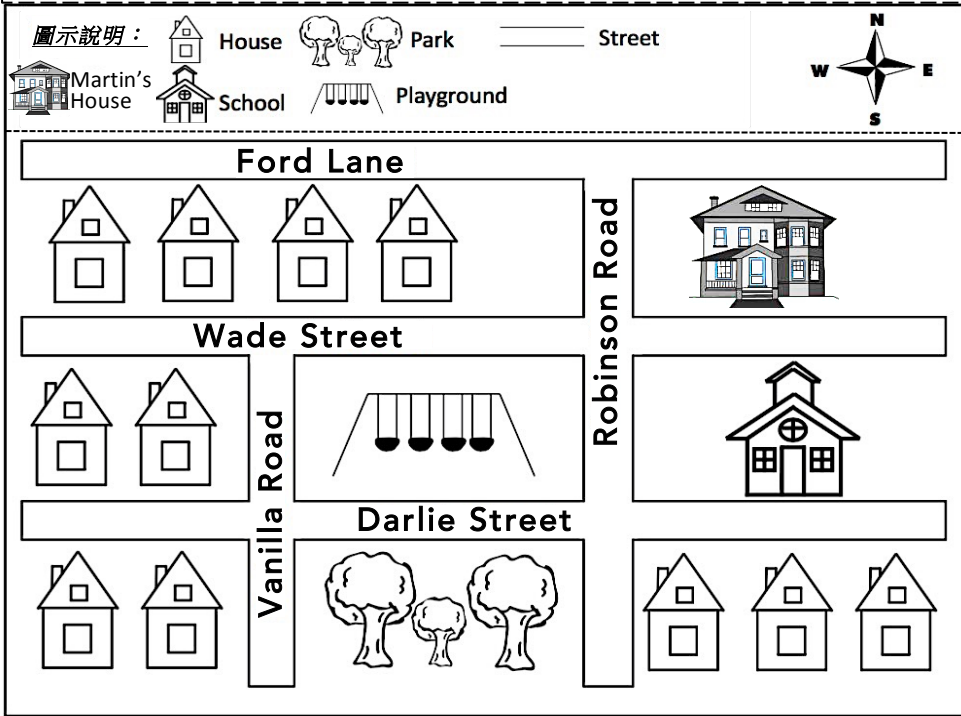 圖示說明：
House
Park
Street
Martin's
House
School
Playground
N
W
E
S
Ford Lane
Robinson Road
Wade Street
Vanilla Road
Darlie Street